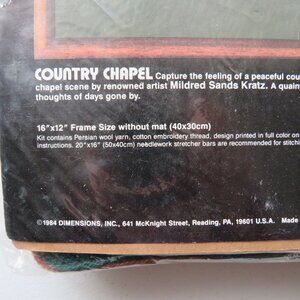 COUNTRY CHAPEL Capture the feeling of a peaceful cou
chapel scene by renowned artist Mildred Sands Kratz. A quain
thoughts of days gone by.
16"x12" Frame Size without mat (40x30cm)
Kit contains Persian wool yarn, cotton embroidery thread, design printed in full color on
instructions. 20"x16" (50x40cm) needlework stretcher bars are recommended for stitchi
©1984 DIMENSIONS, INC., 641 McKnight Street, Reading, PA, 19601 U.S.A. Made